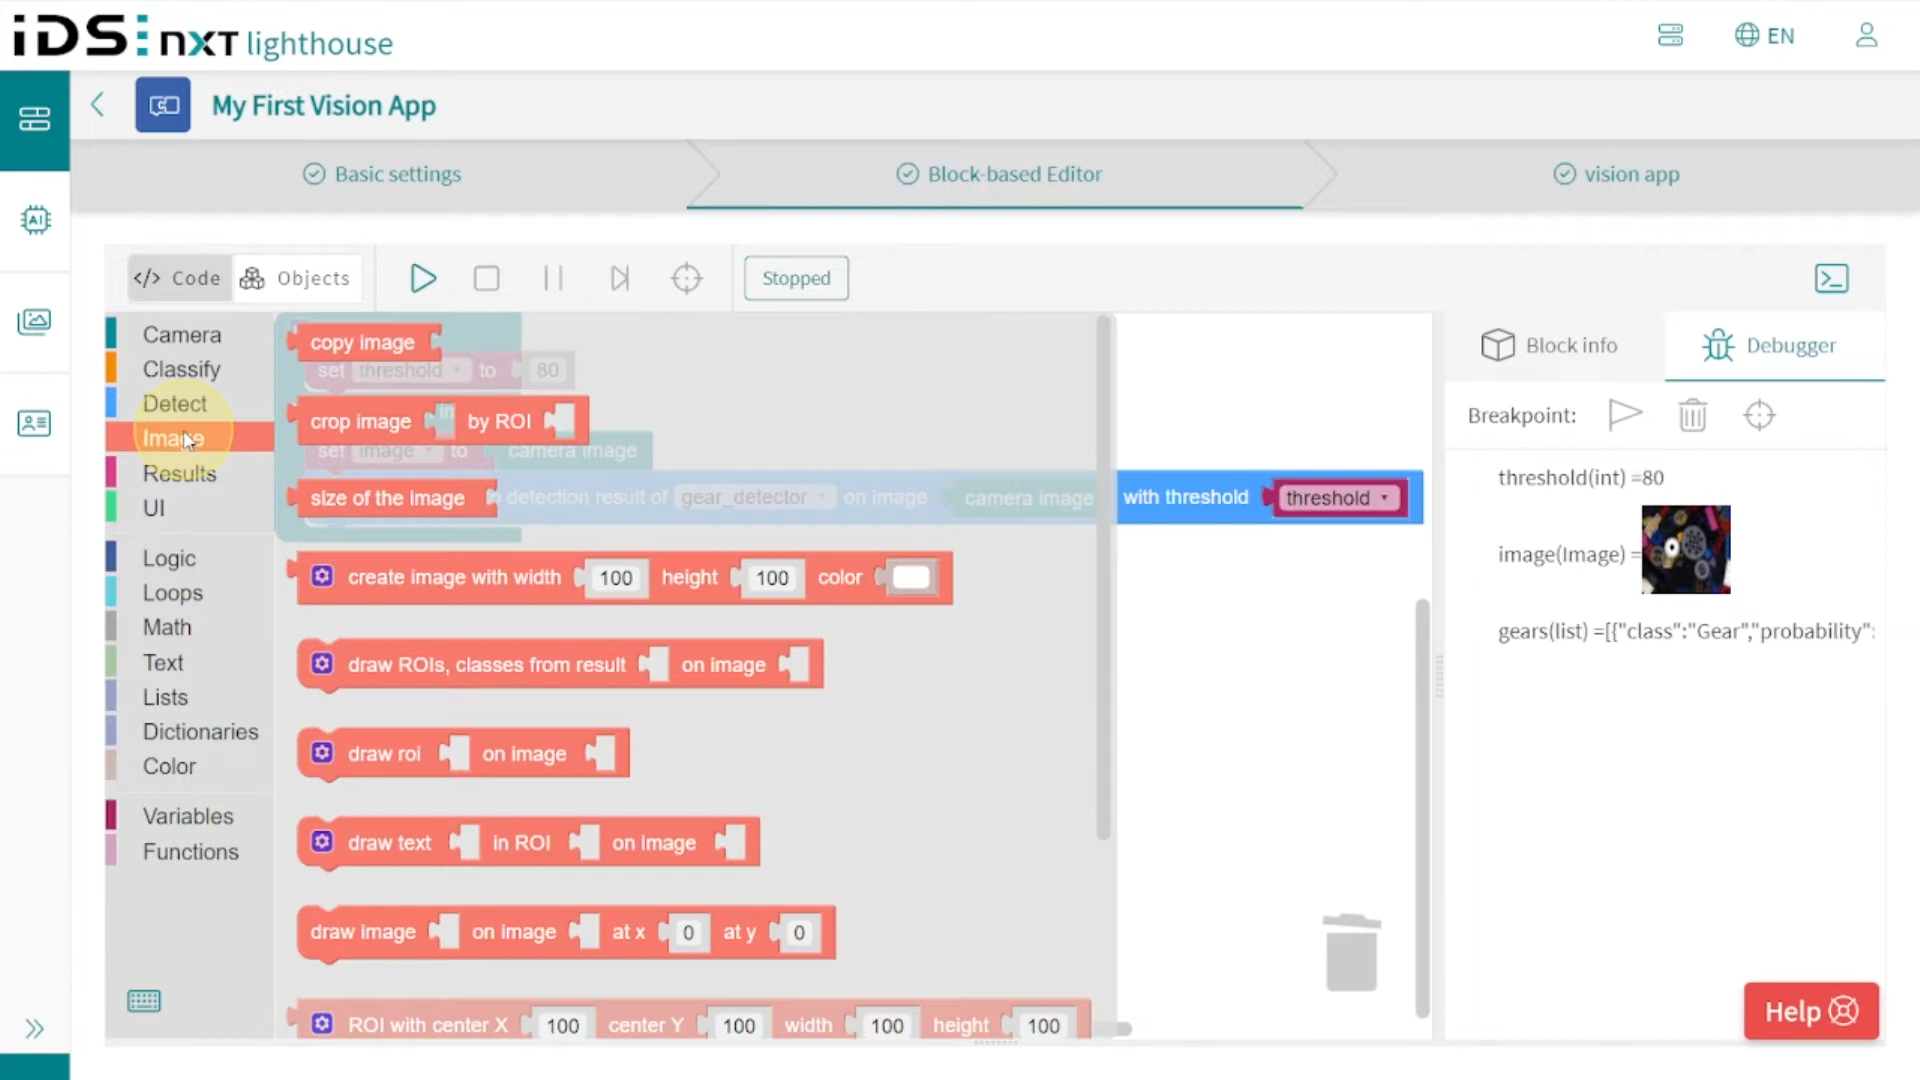 iDS:nxt lighthouse
EN
My First Vision App
Basic settings
Block-based Editor
vision app
</> Code
Objects
Stopped
Camera
Classify
Detect
Image
Results
UI
Logic
Loops
Math
Text
Lists
Dictionaries
Color
Variables
Functions
copy image
set threshold to 80
crop image by ROI
set image to camera image
size of the image
detection result of gear_detector on image camera image with threshold threshold
create image with width 100 height 100 color
draw ROIs, classes from result on image
draw roi on image
draw text in ROI on image
draw image on image at x 0 at y 0
ROI with center X 100 center Y 100 width 100 height 100
Block info
Debugger
Breakpoint:
threshold(int) =80
image(Image) =
gears(list) =[{"class":"Gear","probability":
Help
AI